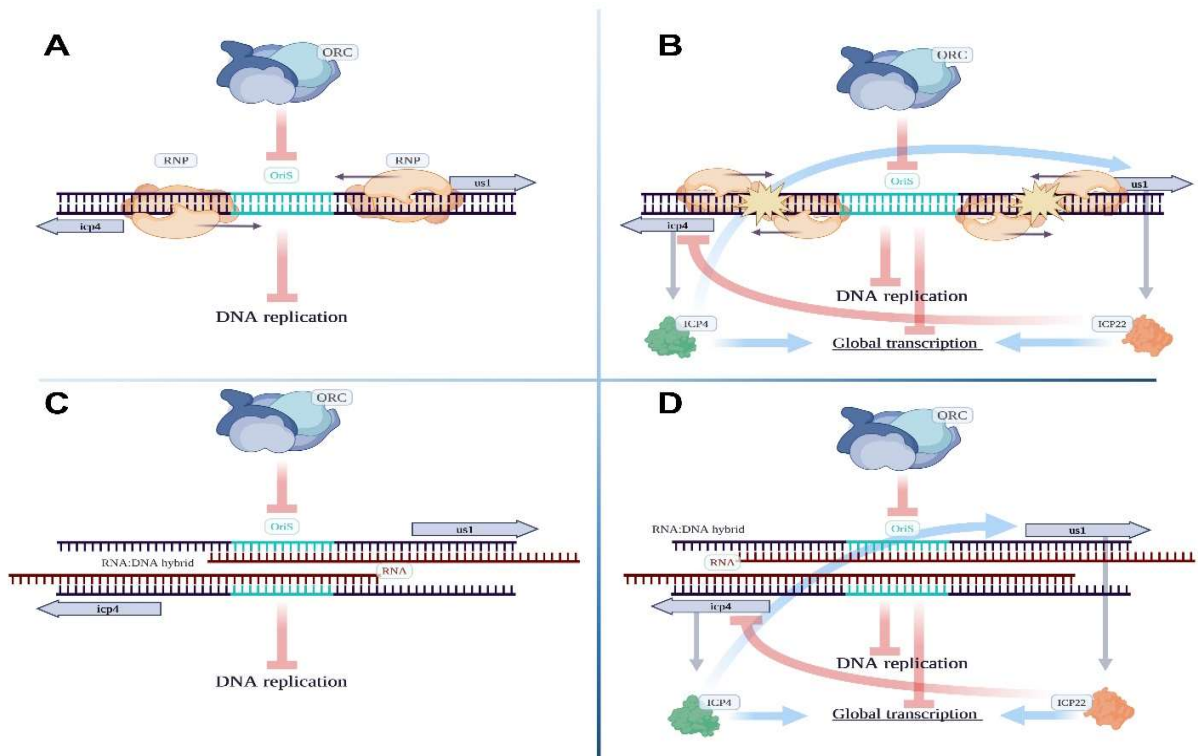 A
ORC
RNP
RNP
OriS
us1
icp4
DNA replication
B
ORC
OriS
us1
icp4
DNA replication
ICP4
ICP22
Global transcription
C
ORC
OriS
us1
RNA:DNA hybrid
RNA
icp4
DNA replication
D
ORC
OriS
RNA:DNA hybrid
us1
RNA
icp4
DNA replication
ICP4
ICP22
Global transcription